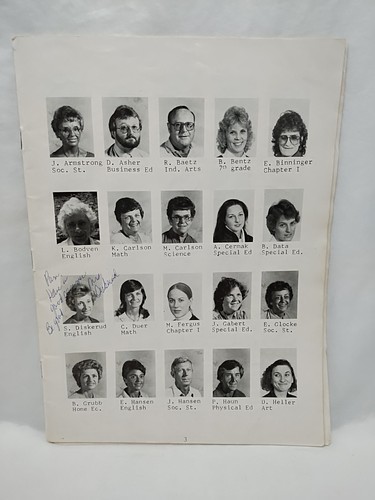 J. Armstrong
Soc. St.
D. Asher
Business Ed
R. Baetz
Ind. Arts
B. Bentz
7th grade
E. Binninger
Chapter I
L. Bodven
English
K. Carlson
Math
M. Carlson
Science
A. Cermak
Special Ed
B. Data
Special Ed.
S. Diskerud
English
C. Duer
Math
M. Fergus
Chapter I
J. Gabert
Special Ed.
E. Glocke
Soc. St.
R. Grubb
Home Ec.
E. Hansen
English
J. Hansen
Soc. St.
P. Haun
Physical Ed
D. Heiler
Art
3